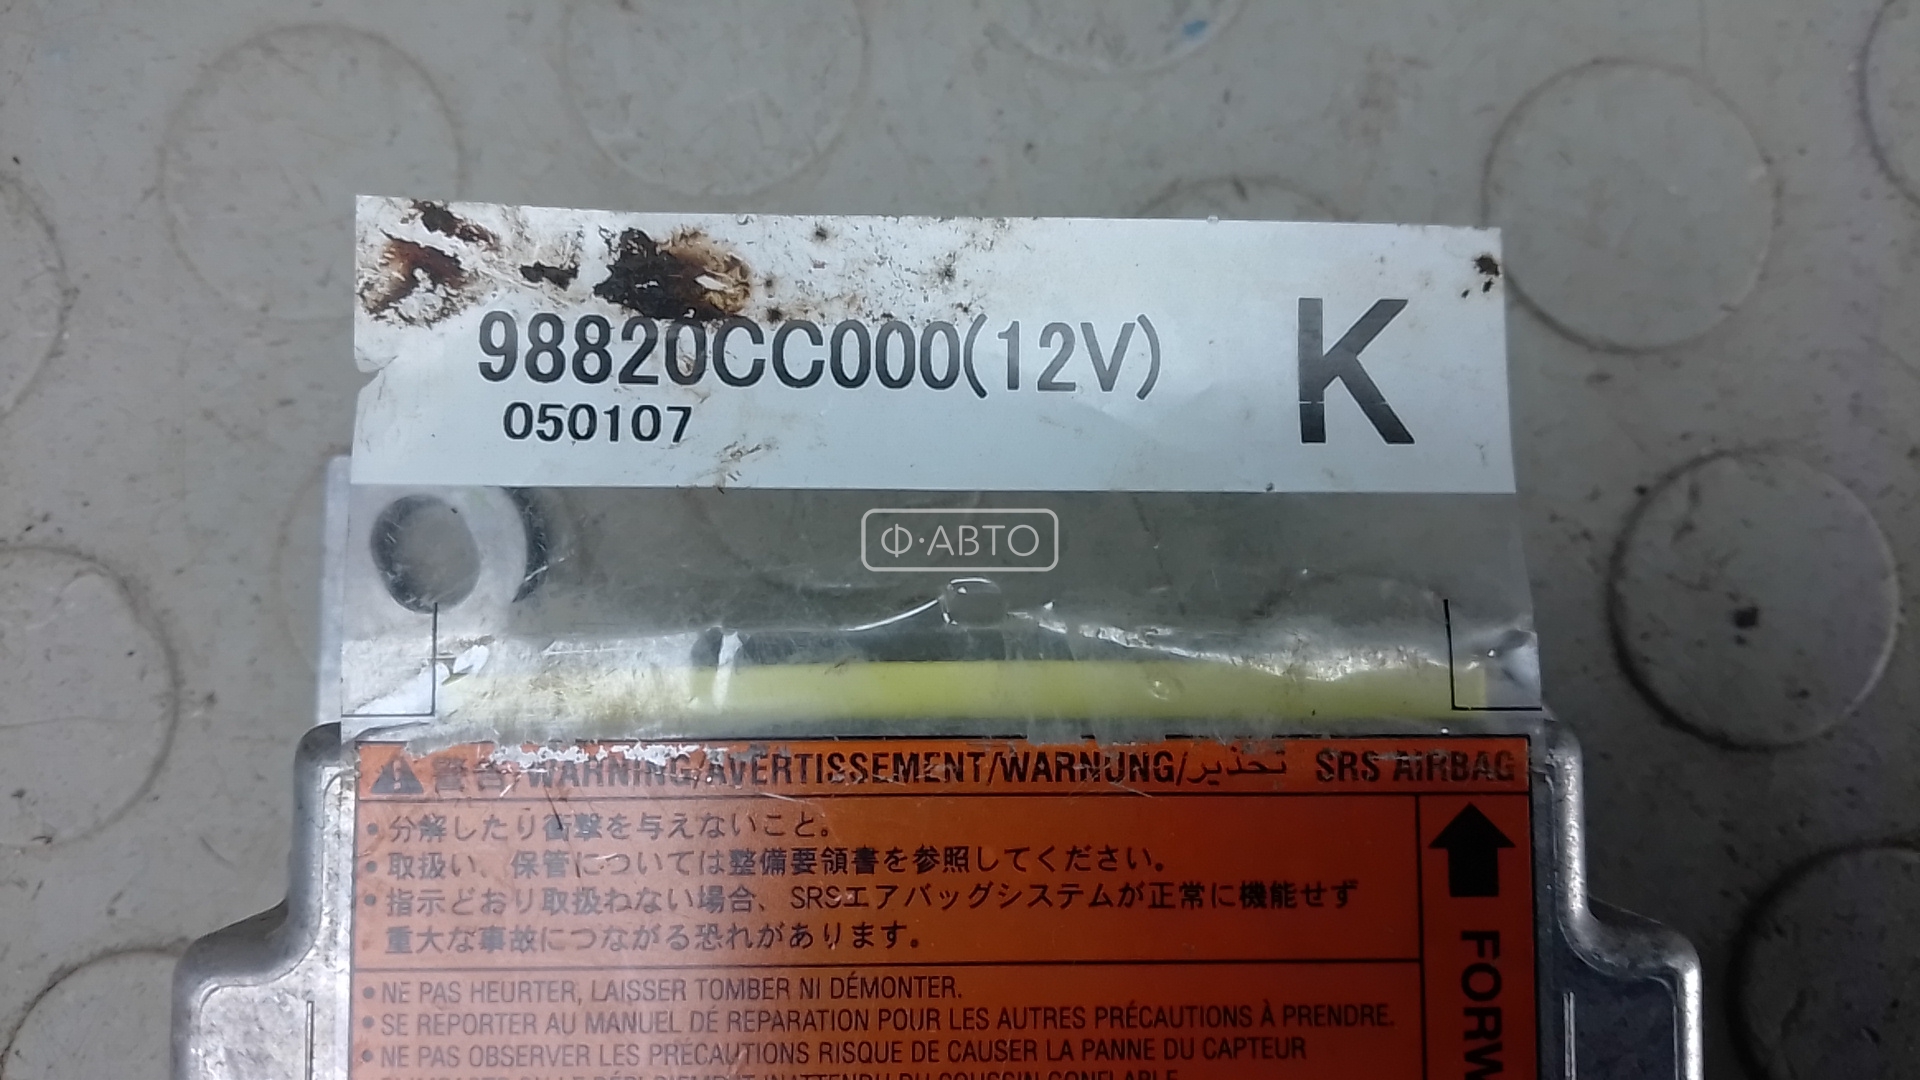 98820CC000(12V) K
050107
Ф·АВТО
警告/WARNING/AVERTISSEMENT/WARNUNG/تحذير SRS AIRBAG
• 分解したり衝撃を与えないこと。
• 取扱い、保管については整備要領書を参照してください。
• 指示どおり取扱わない場合、SRSエアバッグシステムが正常に機能せず
重大な事故につながる恐れがあります。
• NE PAS HEURTER, LAISSER TOMBER NI DÉMONTER.
• SE REPORTER AU MANUEL DE REPARATION POUR LES AUTRES PRÉCAUTIONS À PRENDRE.
• NE PAS OBSERVER LES PRÉCAUTIONS RISQUE DE CAUSER LA PANNE DU CAPTEUR
FORW